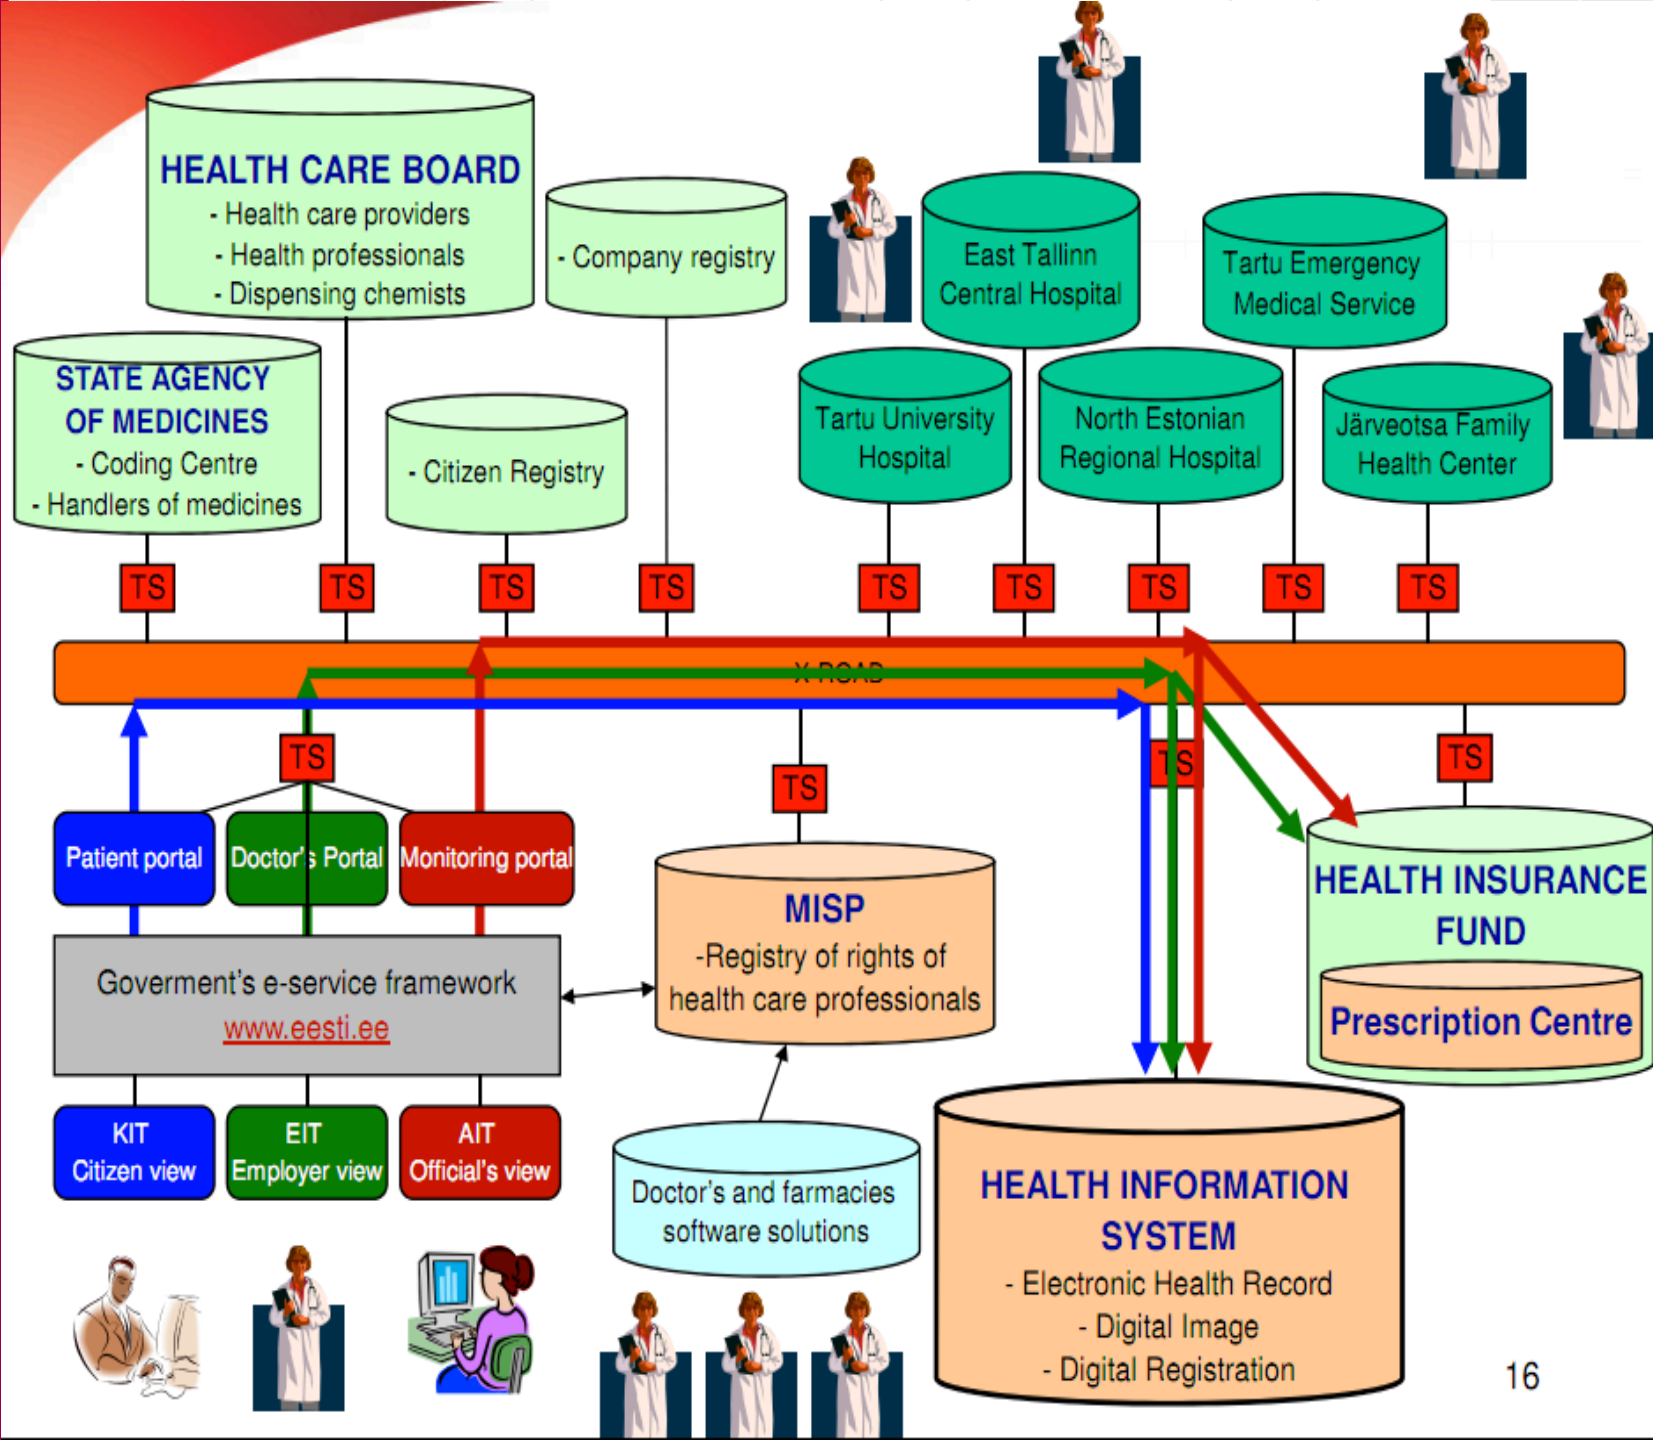 HEALTH CARE BOARD
- Health care providers
- Health professionals
- Dispensing chemists
- Company registry
East Tallinn
Central Hospital
Tartu Emergency
Medical Service
STATE AGENCY
OF MEDICINES
- Coding Centre
- Handlers of medicines
- Citizen Registry
Tartu University
Hospital
North Estonian
Regional Hospital
Järveotsa Family
Health Center
TS
TS
TS
TS
TS
TS
TS
TS
TS
X-ROAD
TS
TS
TS
TS
Patient portal
Doctor's Portal
Monitoring portal
MISP
-Registry of rights of
health care professionals
HEALTH INSURANCE
FUND
Prescription Centre
Goverment's e-service framework
www.eesti.ee
KIT
Citizen view
EIT
Employer view
AIT
Official's view
Doctor's and farmacies
software solutions
HEALTH INFORMATION
SYSTEM
- Electronic Health Record
- Digital Image
- Digital Registration
16